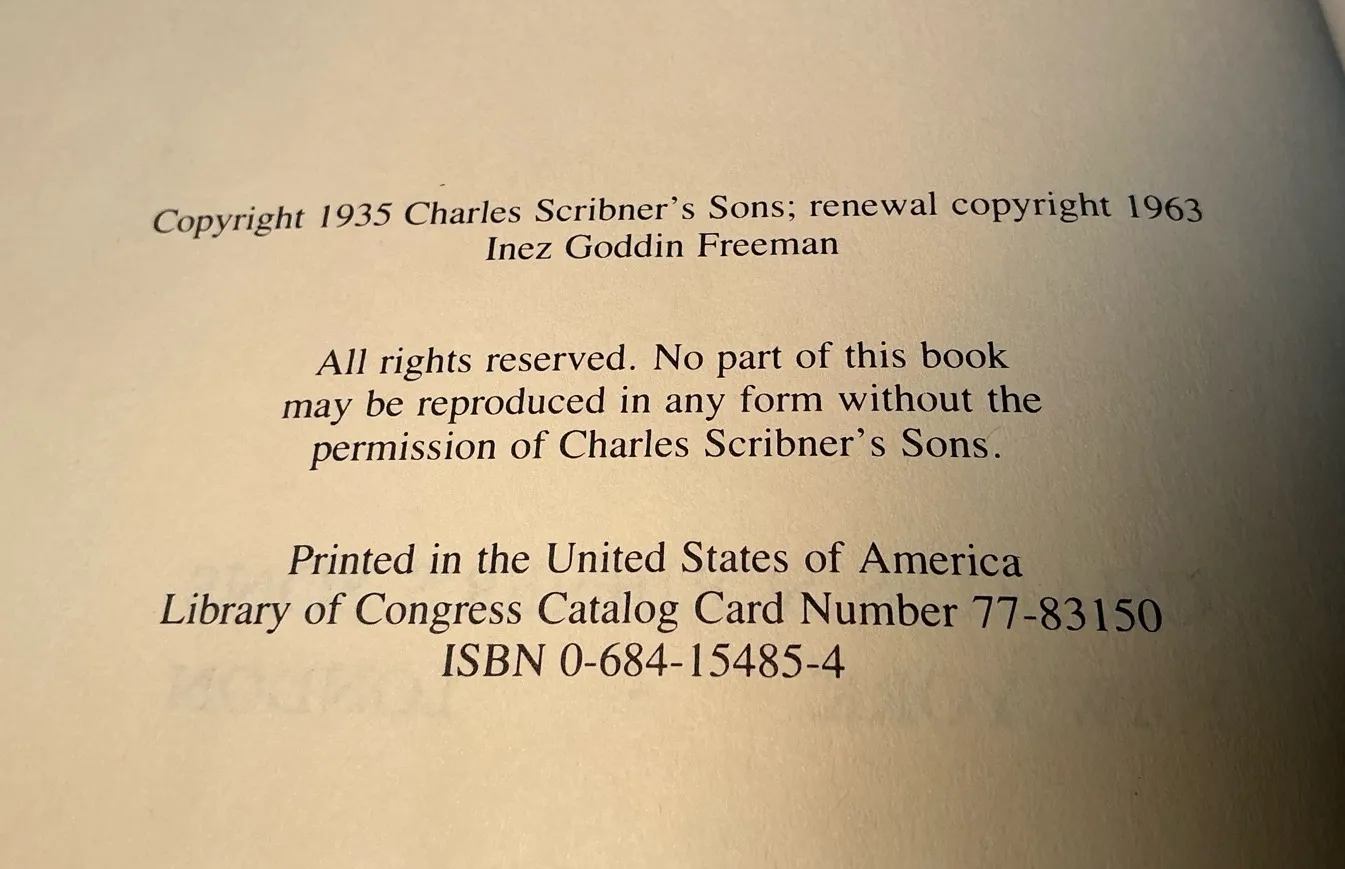 Copyright 1935 Charles Scribner's Sons; renewal copyright 1963
Inez Goddin Freeman
All rights reserved. No part of this book
may be reproduced in any form without the
permission of Charles Scribner's Sons.
Printed in the United States of America
Library of Congress Catalog Card Number 77-83150
ISBN 0-684-15485-4